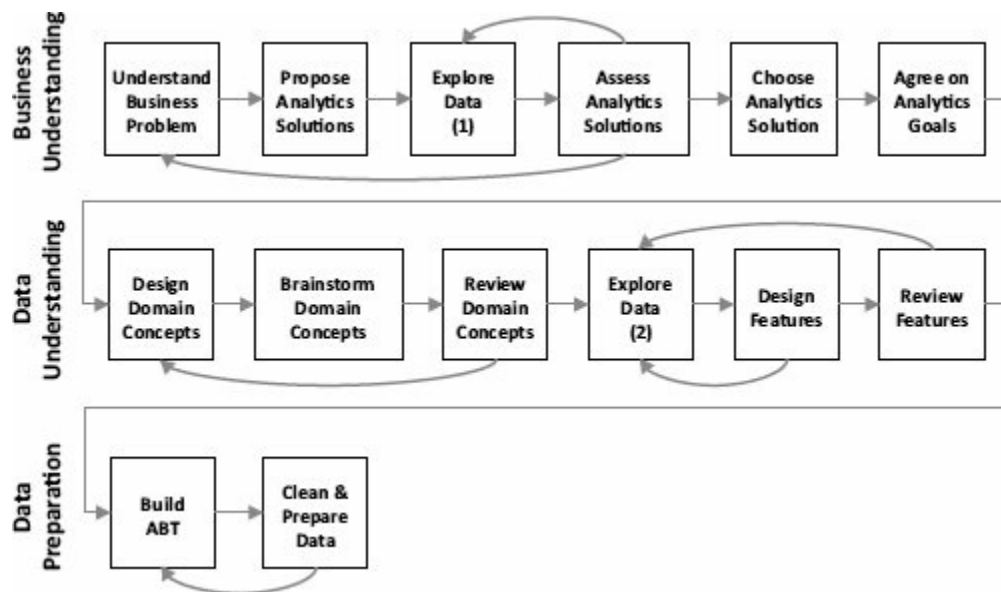 Business
Understanding
Understand
Business
Problem
Propose
Analytics
Solutions
Explore
Data
(1)
Assess
Analytics
Solutions
Choose
Analytics
Solution
Agree on
Analytics
Goals
Data
Understanding
Design
Domain
Concepts
Brainstorm
Domain
Concepts
Review
Domain
Concepts
Explore
Data
(2)
Design
Features
Review
Features
Data
Preparation
Build
ABT
Clean &
Prepare
Data